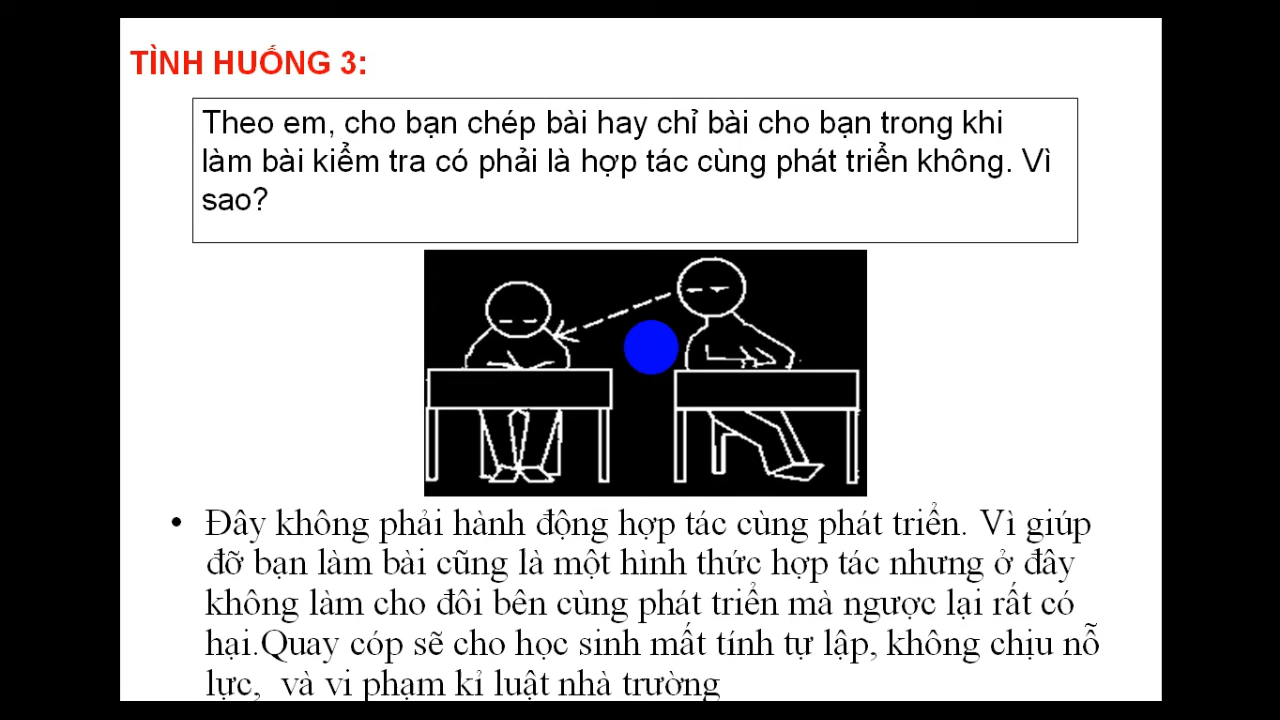 TÌNH HUỐNG 3:
Theo em, cho bạn chép bài hay chỉ bài cho bạn trong khi
làm bài kiểm tra có phải là hợp tác cùng phát triển không. Vì
sao?
• Đây không phải hành động hợp tác cùng phát triển. Vì giúp
đỡ bạn làm bài cũng là một hình thức hợp tác nhưng ở đây
không làm cho đôi bên cùng phát triển mà ngược lại rất có
hại.Quay cóp sẽ cho học sinh mất tính tự lập, không chịu nỗ
lực, và vi phạm kỉ luật nhà trường